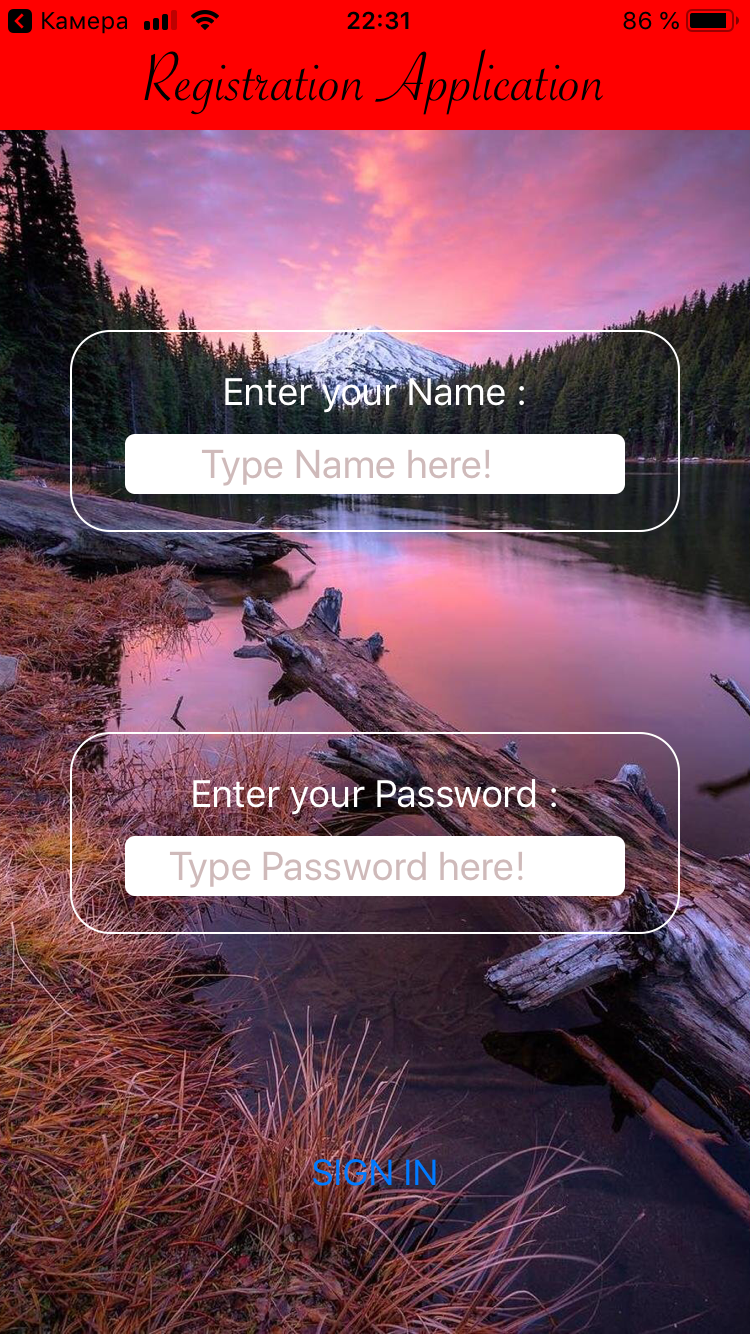 Камера 22:31 86 %
Registration Application
Enter your Name :
Type Name here!
Enter your Password :
Type Password here!
SIGN IN